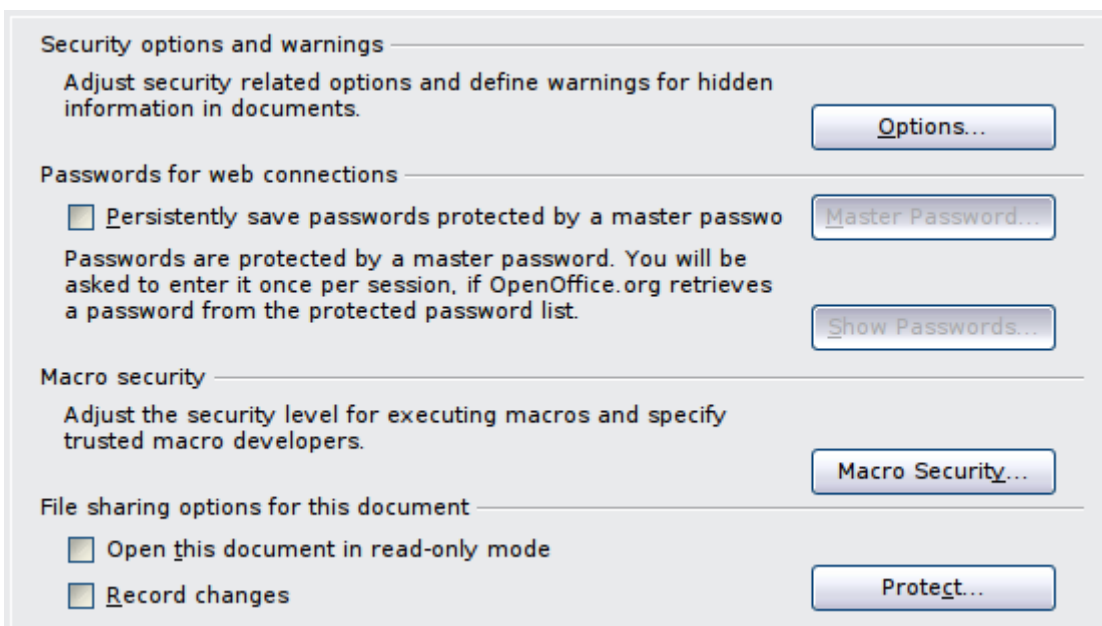 Security options and warnings
Adjust security related options and define warnings for hidden
information in documents.
Options...
Passwords for web connections
Persistently save passwords protected by a master passwo
Master Password...
Passwords are protected by a master password. You will be
asked to enter it once per session, if OpenOffice.org retrieves
a password from the protected password list.
Show Passwords...
Macro security
Adjust the security level for executing macros and specify
trusted macro developers.
Macro Security...
File sharing options for this document
Open this document in read-only mode
Record changes
Protect...